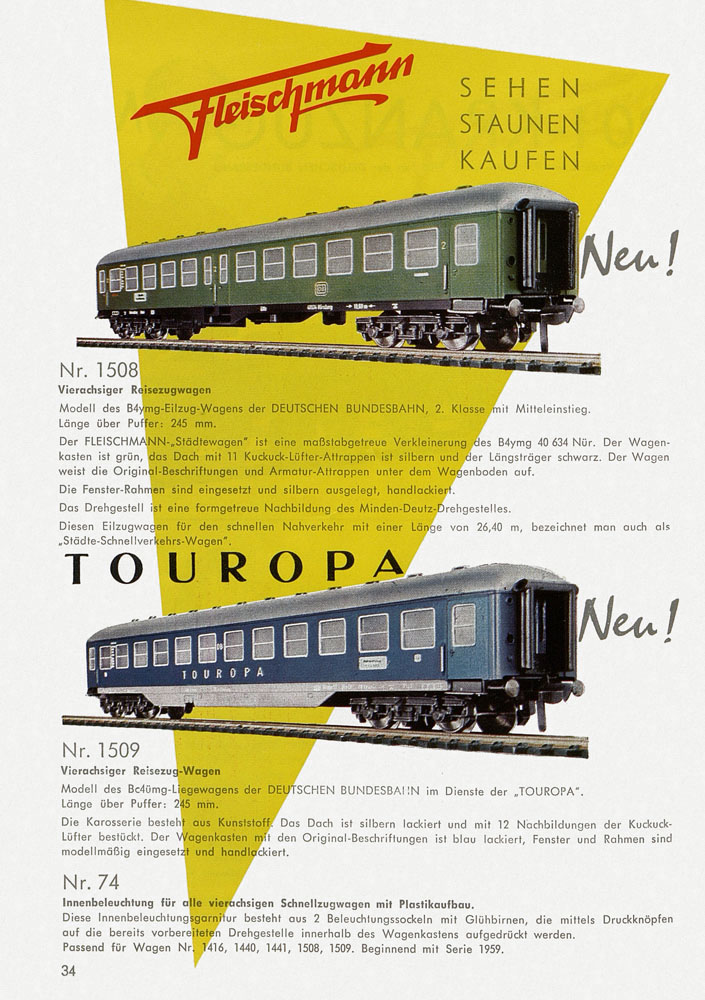 Fleischmann
SEHEN
STAUNEN
KAUFEN
Neu!
Nr. 1508
Vierachsiger Reisezugwagen
Modell des B4ymg-Eilzug-Wagens der DEUTSCHEN BUNDESBAHN, 2. Klasse mit Mitteleinstieg.
Länge über Puffer: 245 mm.
Der FLEISCHMANN-„Städtewagen“ ist eine maßstabgetreue Verkleinerung des B4ymg 40 634 Nür. Der Wagen-
kasten ist grün, das Dach mit 11 Kuckuck-Lüfter-Attrappen ist silbern und der Längsträger schwarz. Der Wagen
weist die Original-Beschriftungen und Armatur-Attrappen unter dem Wagenboden auf.
Die Fenster-Rahmen sind eingesetzt und silbern ausgelegt, handlackiert.
Das Drehgestell ist eine formgetreue Nachbildung des Minden-Deutz-Drehgestelles.
Diesen Eilzugwagen für den schnellen Nahverkehr mit einer Länge von 26,40 m, bezeichnet man auch als
„Städte-Schnellverkehrs-Wagen“.
TOUROPA
Neu!
DB
TOUROPA
Nr. 1509
Vierachsiger Reisezug-Wagen
Modell des Bc4ümg-Liegewagens der DEUTSCHEN BUNDESBAHN im Dienste der „TOUROPA“.
Länge über Puffer: 245 mm.
Die Karosserie besteht aus Kunststoff. Das Dach ist silbern lackiert und mit 12 Nachbildungen der Kuckuck-
Lüfter bestückt. Der Wagenkasten mit den Original-Beschriftungen ist blau lackiert, Fenster und Rahmen sind
modellmäßig eingesetzt und handlackiert.
Nr. 74
Innenbeleuchtung für alle vierachsigen Schnellzugwagen mit Plastikaufbau.
Diese Innenbeleuchtungsgarnitur besteht aus 2 Beleuchtungssockeln mit Glühbirnen, die mittels Druckknöpfen
auf die bereits vorbereiteten Drehgestelle innerhalb des Wagenkastens aufgedrückt werden.
Passend für Wagen Nr. 1416, 1440, 1441, 1508, 1509. Beginnend mit Serie 1959.
34